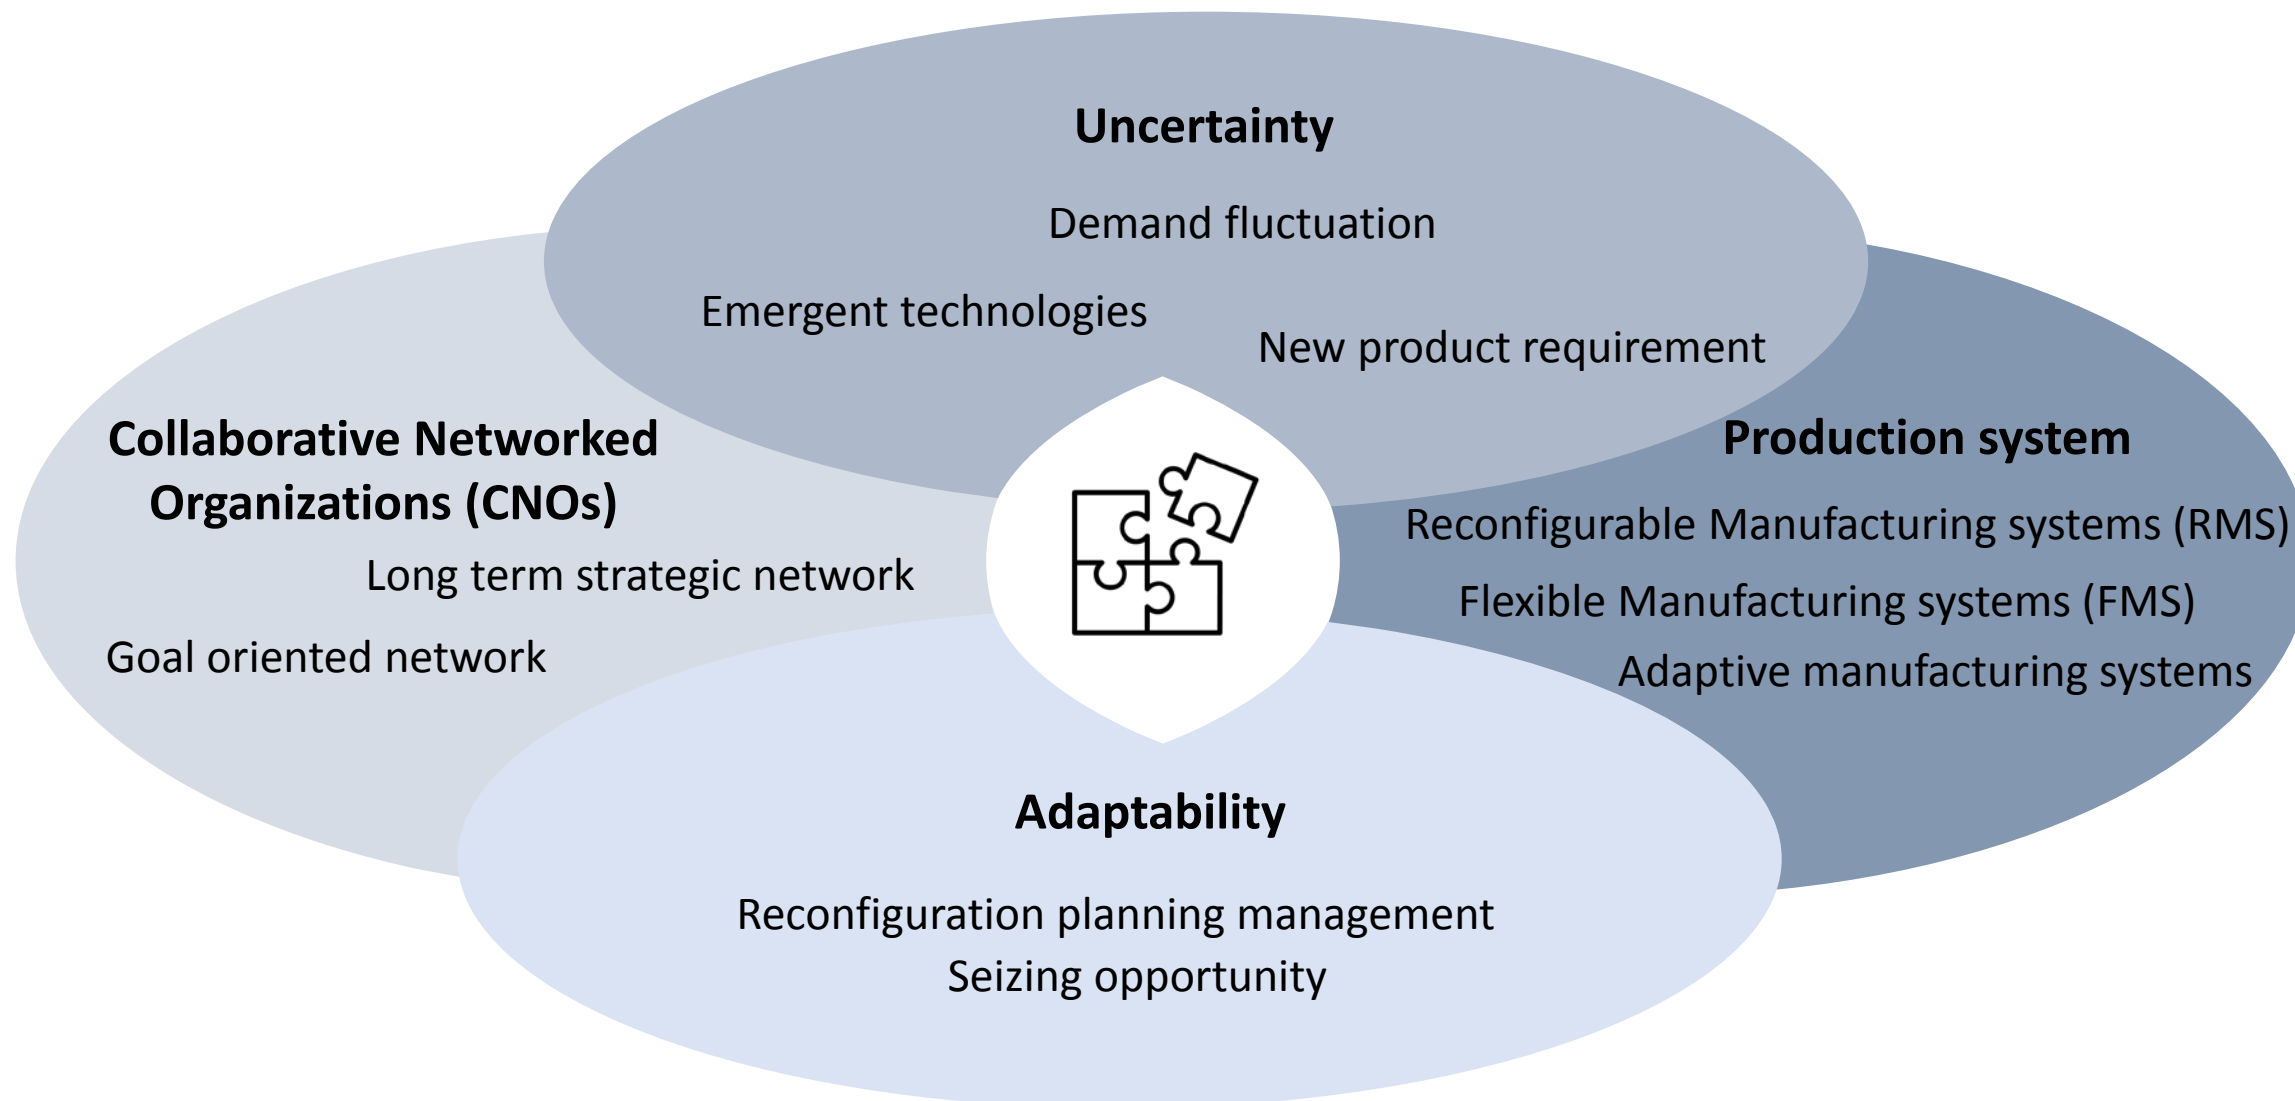 Uncertainty
Demand fluctuation
Emergent technologies
New product requirement
Collaborative Networked
Organizations (CNOs)
Long term strategic network
Goal oriented network
Production system
Reconfigurable Manufacturing systems (RMS)
Flexible Manufacturing systems (FMS)
Adaptive manufacturing systems
Adaptability
Reconfiguration planning management
Seizing opportunity